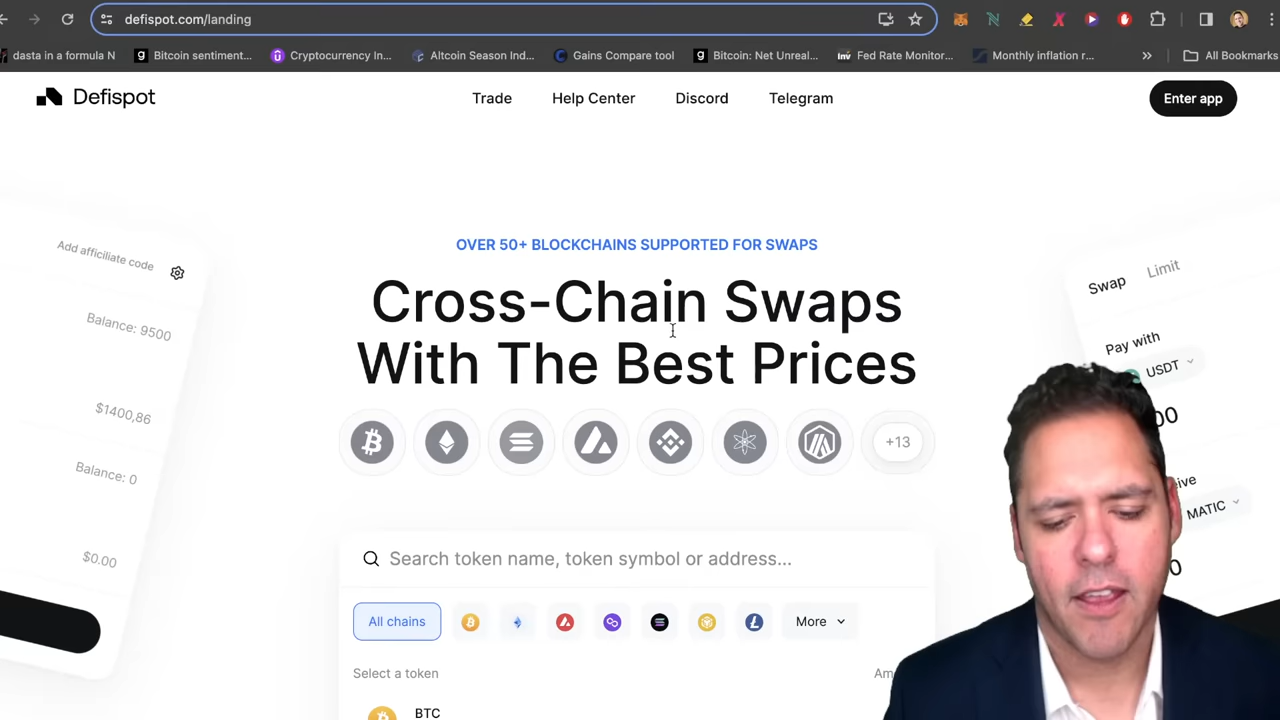 defispot.com/landing
dasta in a formula N
Bitcoin sentiment...
Cryptocurrency In...
Altcoin Season Ind...
Gains Compare tool
Bitcoin: Net Unreal...
Inv Fed Rate Monitor...
Monthly inflation r...
»
All Bookmarks
Defispot
Trade
Help Center
Discord
Telegram
Enter app
Add afficiliate code
Balance: 9500
$1400,86
Balance: 0
$0.00
OVER 50+ BLOCKCHAINS SUPPORTED FOR SWAPS
Cross-Chain Swaps
With The Best Prices
+13
Swap
Limit
Pay with
USDT
MATIC
Search token name, token symbol or address...
All chains
More
Select a token
BTC